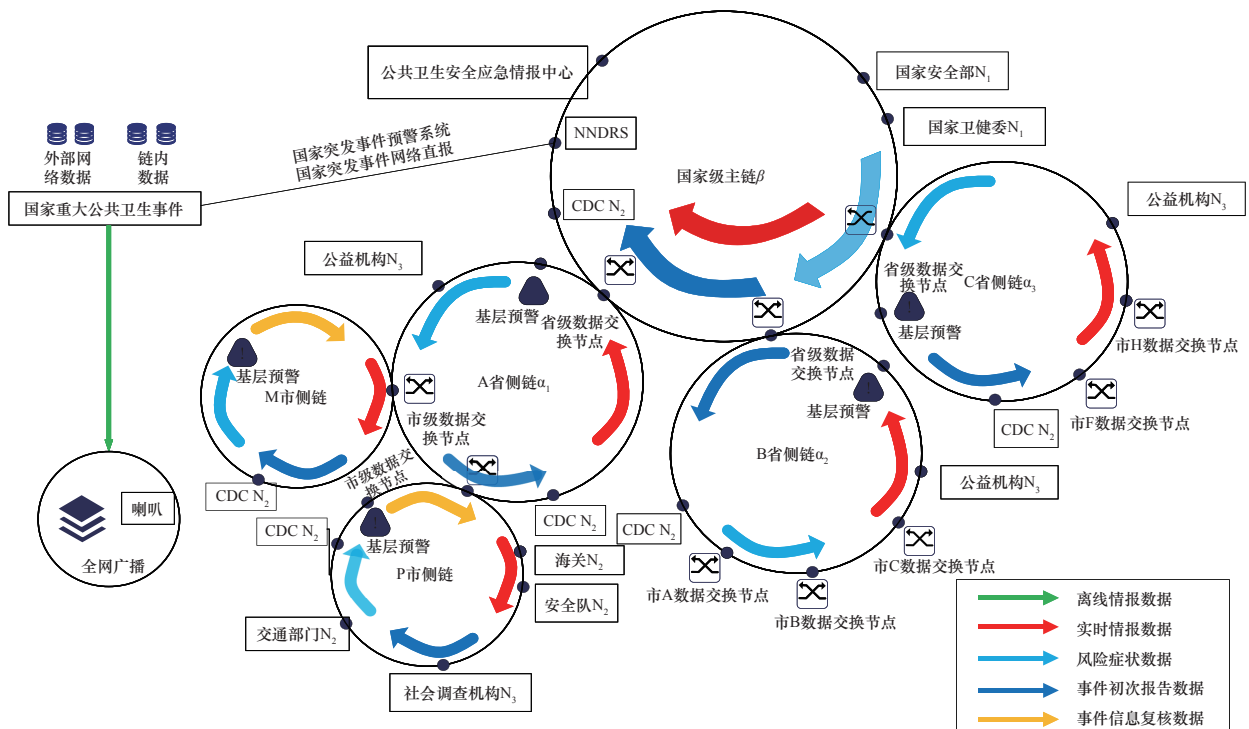 公共卫生安全应急情报中心
国家安全部N₁
国家卫健委N₁
NNDRS
国家突发事件预警系统
国家突发事件网络直报
外部网
络数据
链内
数据
国家重大公共卫生事件
国家级主链β
CDC N₂
公益机构N₃
公益机构N₃
省级数据交
换节点
C省侧链α₃
基层预警
市H数据交换节点
市F数据交换节点
CDC N₂
基层预警
省级数据交
换节点
A省侧链α₁
市级数据交
换节点
基层预警
M市侧链
CDC N₂
省级数据
交换节点
基层预警
B省侧链α₂
公益机构N₃
CDC N₂
市C数据交换节点
市A数据交换节点
市B数据交换节点
市级数据交
换节点
CDC N₂
CDC N₂
基层预警
P市侧链
海关N₂
安全队N₂
交通部门N₂
社会调查机构N₃
喇叭
全网广播
离线情报数据
实时情报数据
风险症状数据
事件初次报告数据
事件信息复核数据